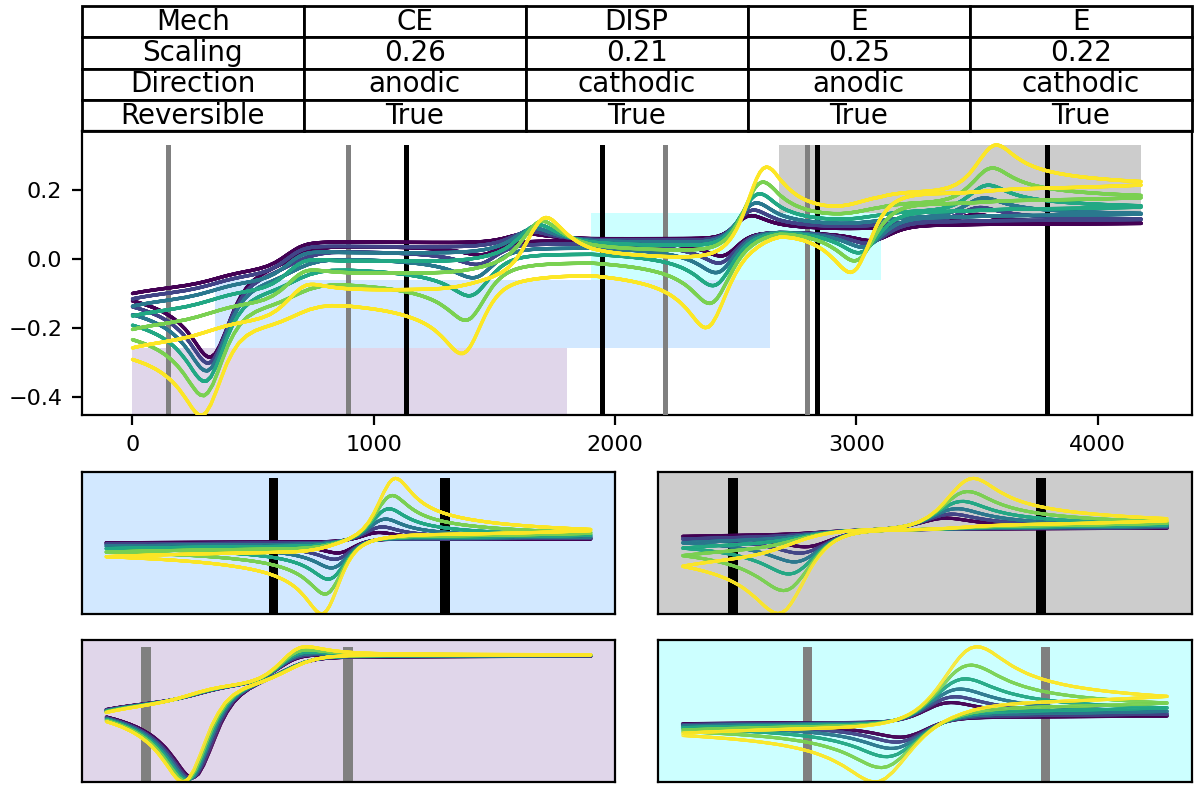 Mech CE DISP E E
Scaling 0.26 0.21 0.25 0.22
Direction anodic cathodic anodic cathodic
Reversible True True True True
0.2
0.0
−0.2
−0.4
0 1000 2000 3000 4000